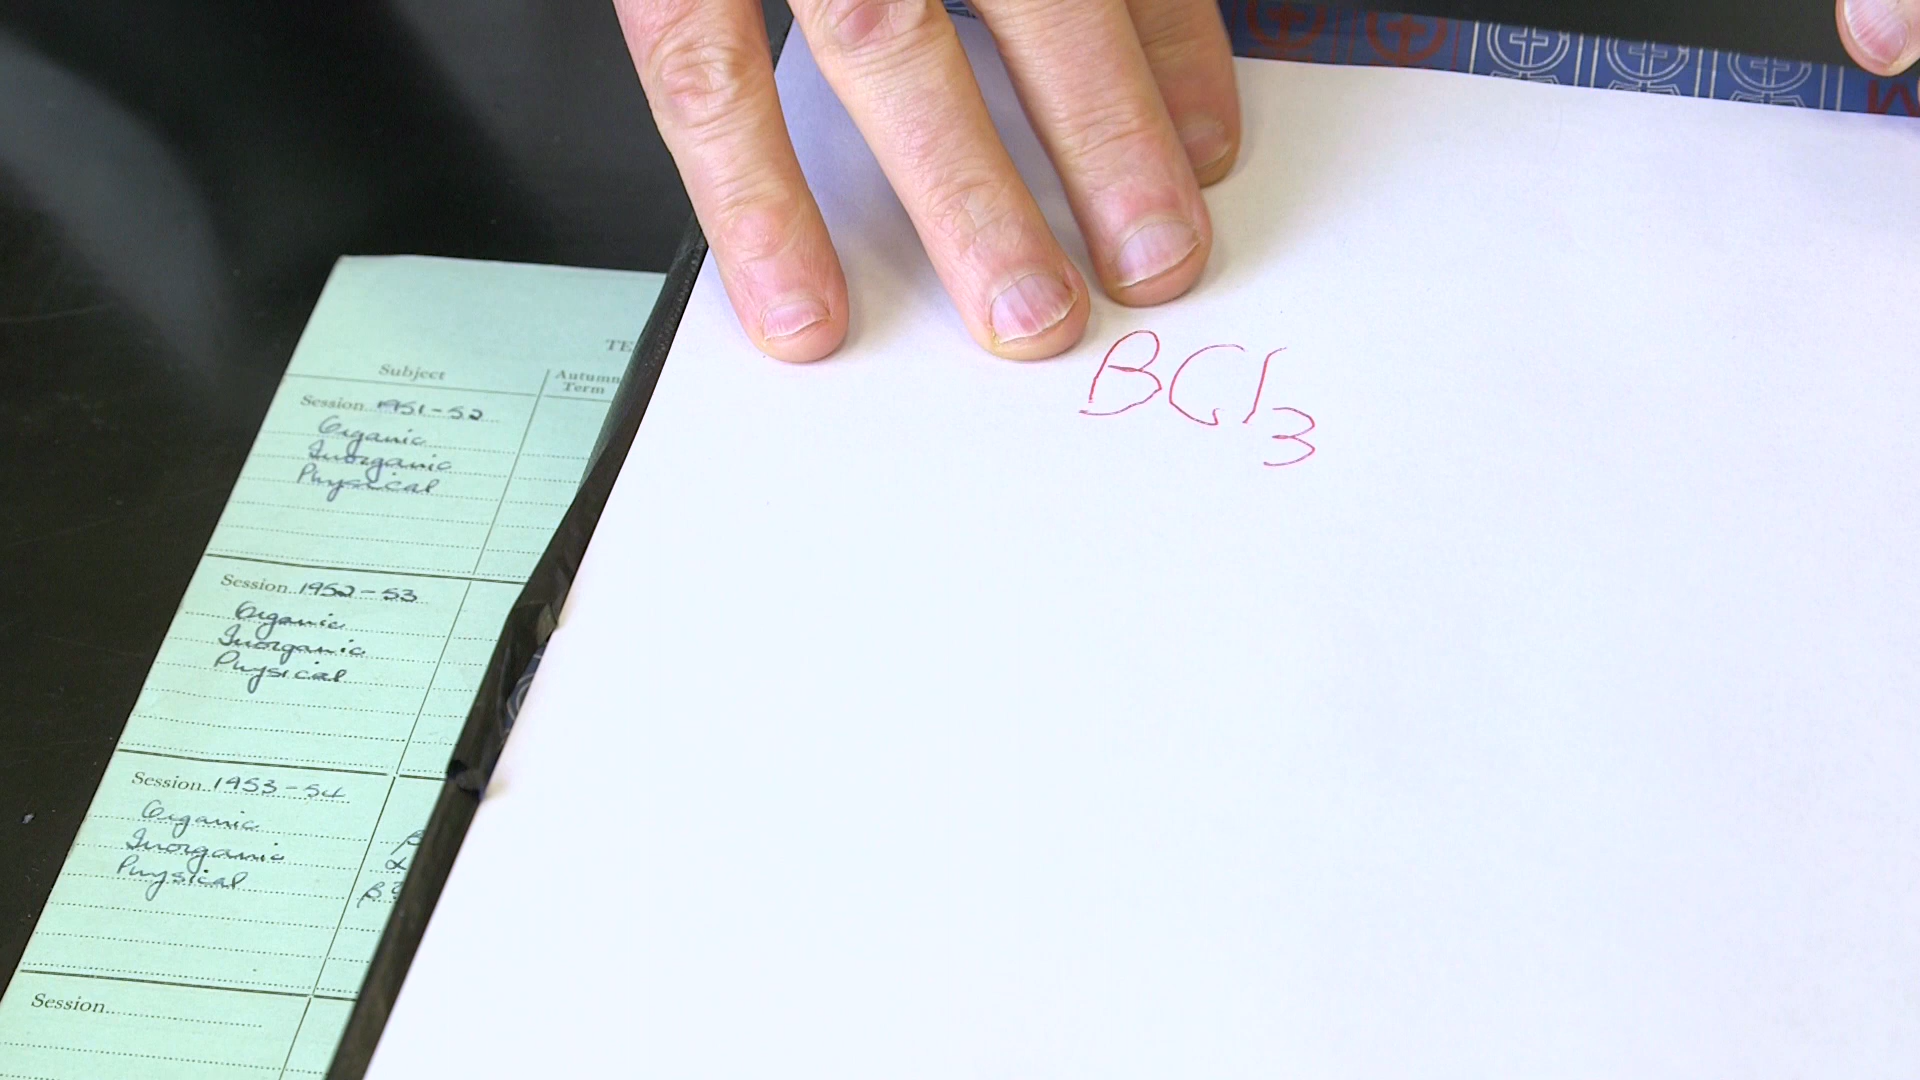 TE
Subject
Autumn
Term
Session 1951-52
Organic
Inorganic
Physical
Session 1952-53
Organic
Inorganic
Physical
Session 1953-54
Organic
Inorganic
α
Physical
β?
Session
BCl3